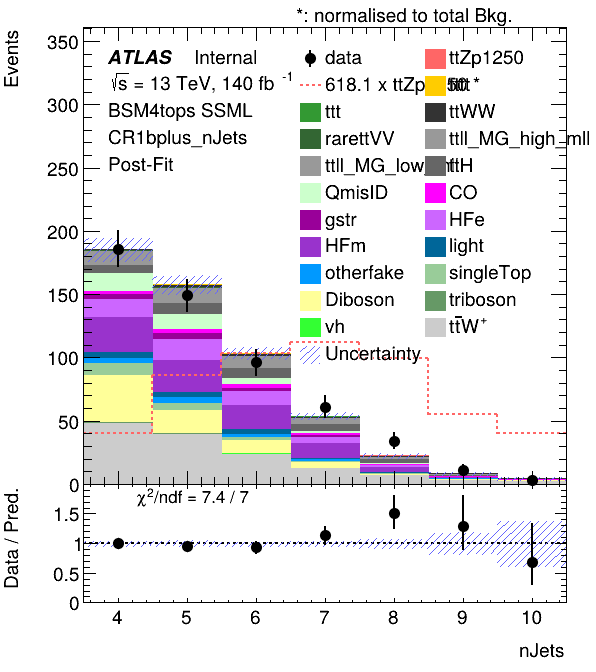 *: normalised to total Bkg.
Events
350
300
250
200
150
100
50
0
ATLAS Internal
√s = 13 TeV, 140 fb⁻¹
BSM4tops SSML
CR1bplus_nJets
Post-Fit
data
ttZp1250
618.1 x ttZp
50
*
ttt
ttWW
rarettVV
ttll_MG_high_mll
ttll_MG_low_
ttH
QmisID
CO
gstr
HFe
HFm
light
otherfake
singleTop
Diboson
triboson
vh
tt̄W⁺
Uncertainty
Data / Pred.
1.5
1
0.5
0
χ²/ndf = 7.4 / 7
4 5 6 7 8 9 10
nJets